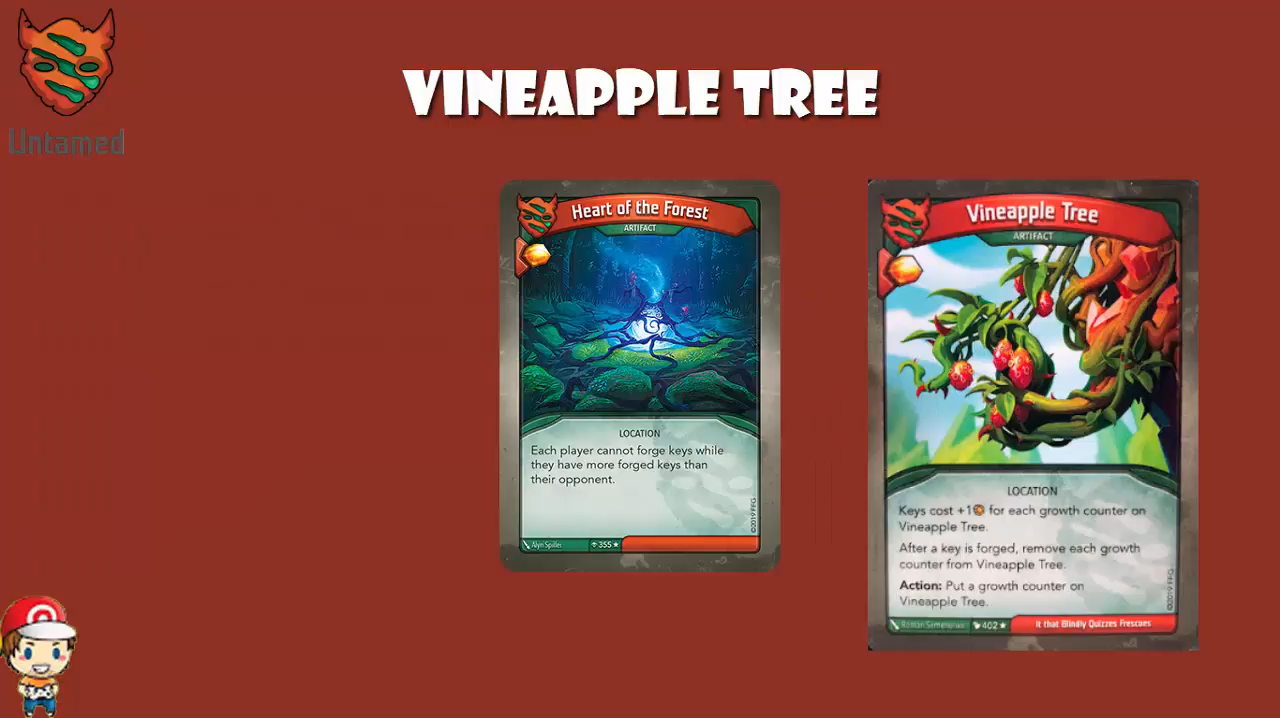 Untamed
VINEAPPLE TREE
Heart of the Forest
ARTIFACT
LOCATION
Each player cannot forge keys while
they have more forged keys than
their opponent.
Alyn Spiller
355
©2019 FFG
Vineapple Tree
ARTIFACT
LOCATION
Keys cost +1 for each growth counter on
Vineapple Tree.
After a key is forged, remove each growth
counter from Vineapple Tree.
Action: Put a growth counter on
Vineapple Tree.
402
It that Blindly Quizzes Frescoes
©2019 FFG